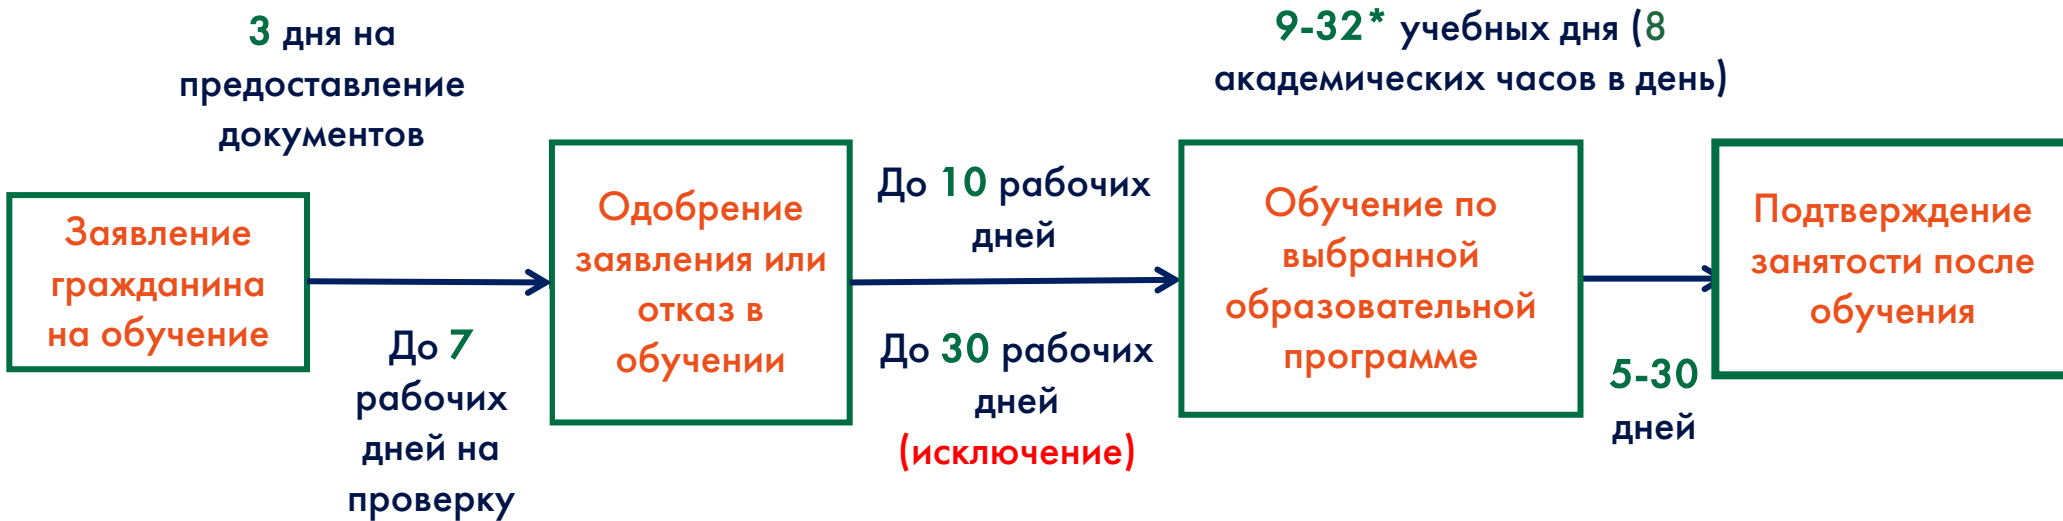 3 дня на
предоставление
документов
Заявление
гражданина
на обучение
До 7
рабочих
дней на
проверку
Одобрение
заявления или
отказ в
обучении
До 10 рабочих
дней
До 30 рабочих
дней
(исключение)
9-32* учебных дня (8
академических часов в день)
Обучение по
выбранной
образовательной
программе
5-30
дней
Подтверждение
занятости после
обучения